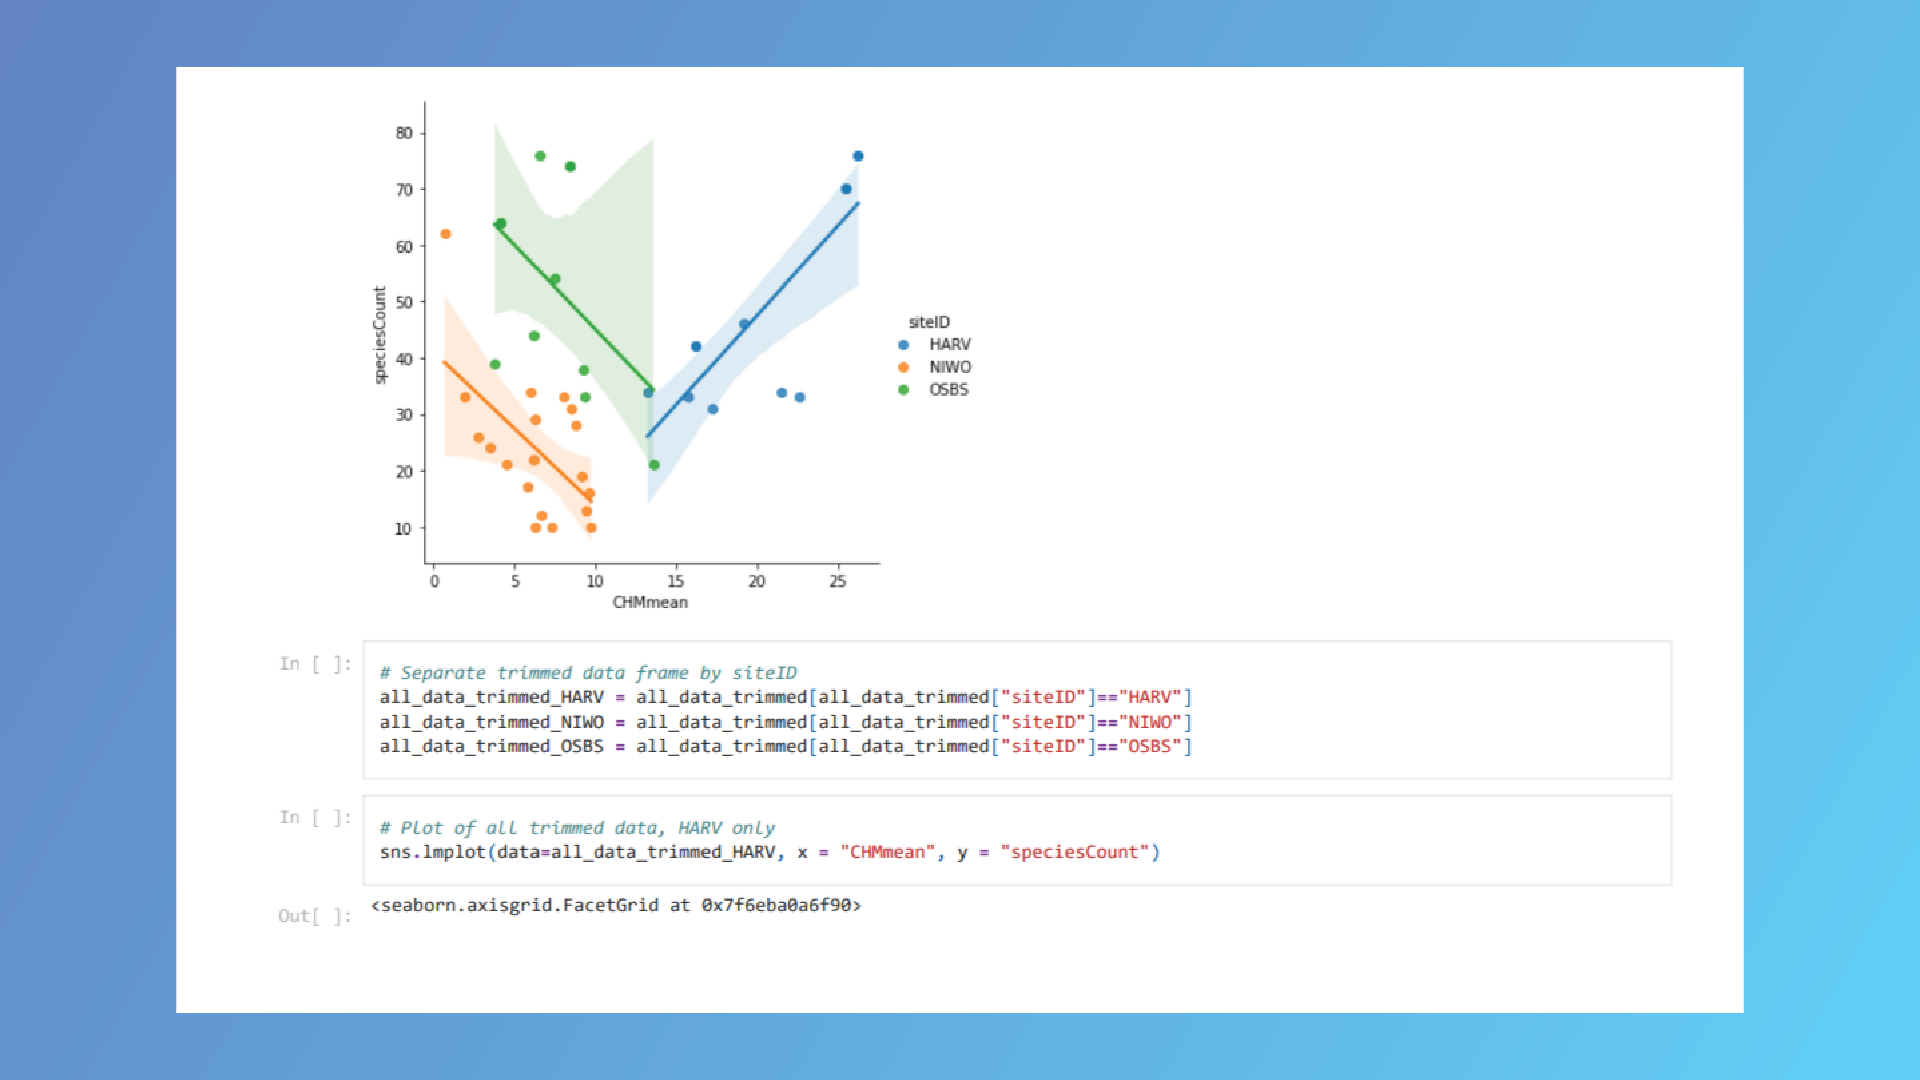 80
70
60
50
40
30
20
10
speciesCount
0 5 10 15 20 25
CHMmean
siteID
HARV
NIWO
OSBS
In [ ]:
# Separate trimmed data frame by siteID
all_data_trimmed_HARV = all_data_trimmed[all_data_trimmed["siteID"]=="HARV"]
all_data_trimmed_NIWO = all_data_trimmed[all_data_trimmed["siteID"]=="NIWO"]
all_data_trimmed_OSBS = all_data_trimmed[all_data_trimmed["siteID"]=="OSBS"]
In [ ]:
# Plot of all trimmed data, HARV only
sns.lmplot(data=all_data_trimmed_HARV, x = "CHMmean", y = "speciesCount")
Out[ ]:
<seaborn.axisgrid.FacetGrid at 0x7f6eba0a6f90>